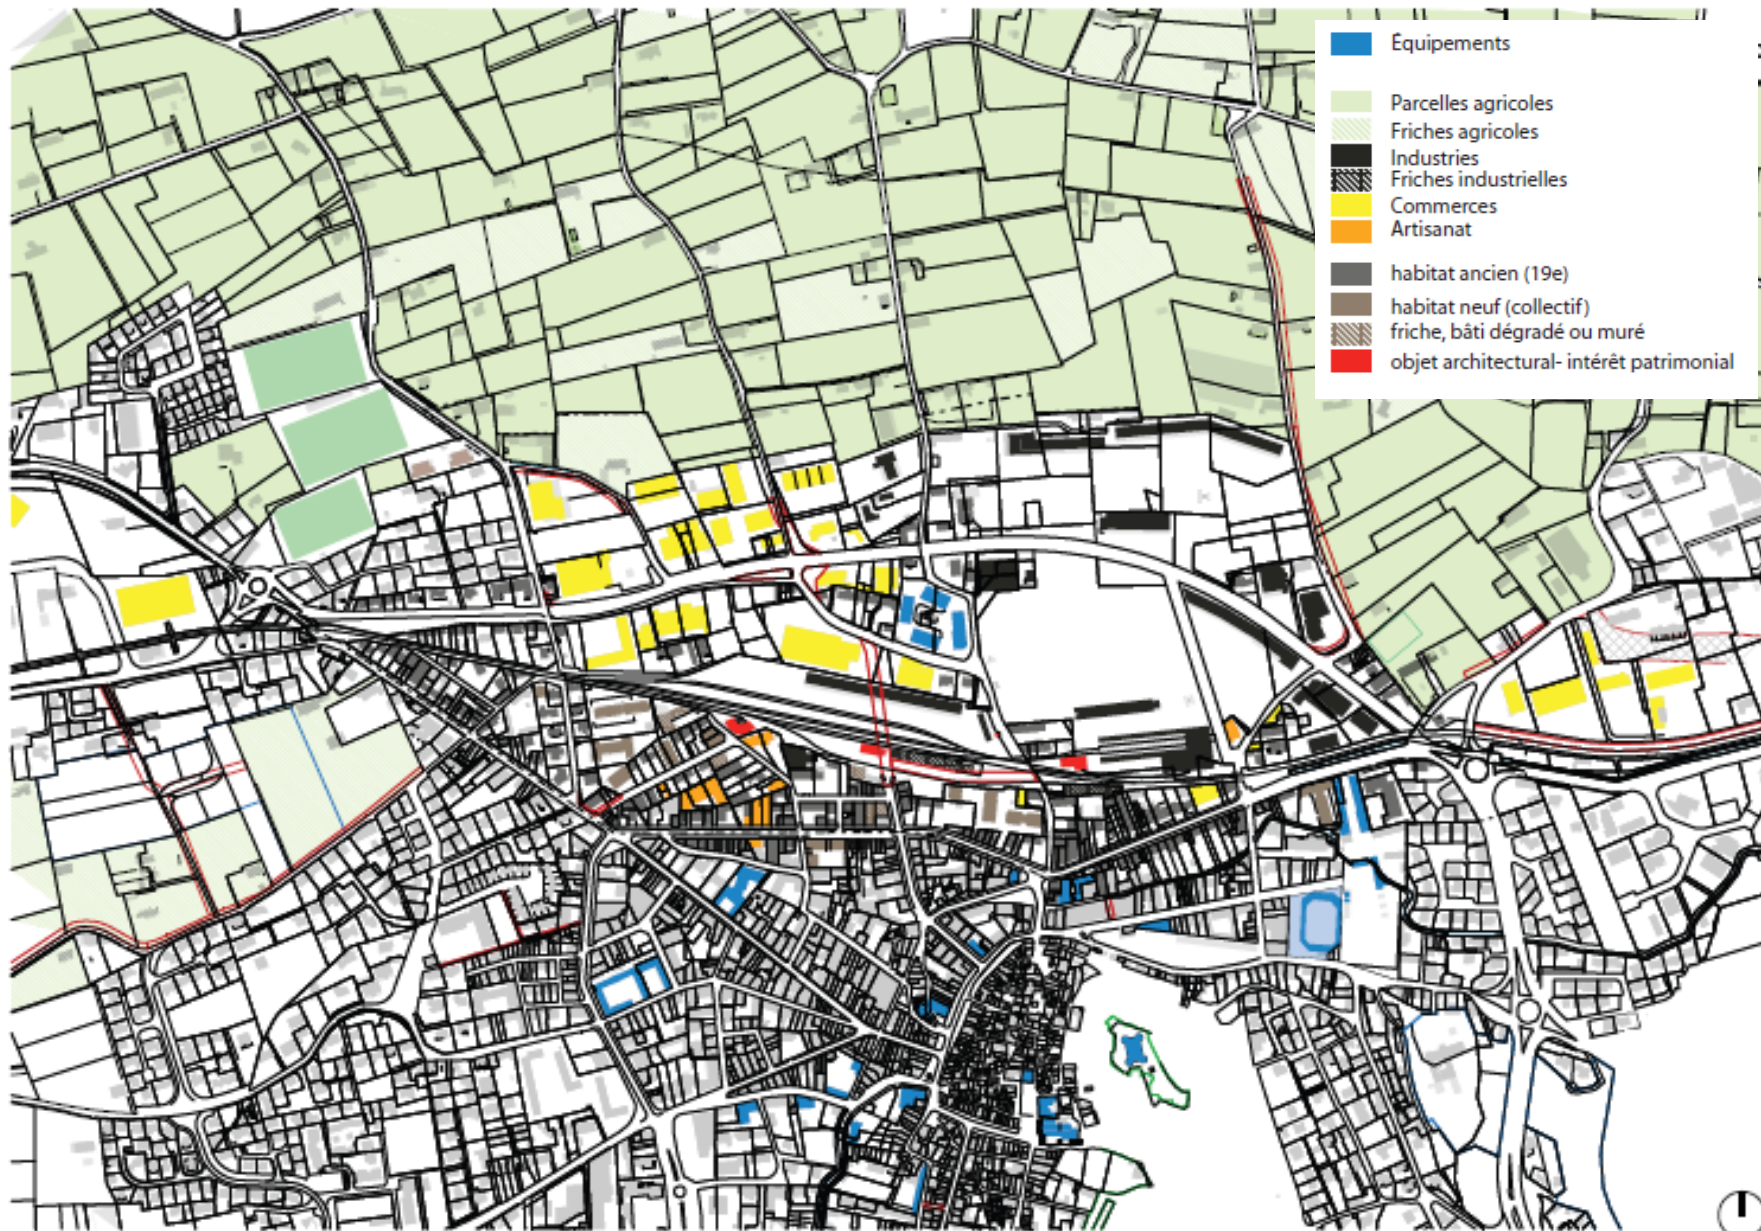 Équipements
Parcelles agricoles
Friches agricoles
Industries
Friches industrielles
Commerces
Artisanat
habitat ancien (19e)
habitat neuf (collectif)
friche, bâti dégradé ou muré
objet architectural- intérêt patrimonial